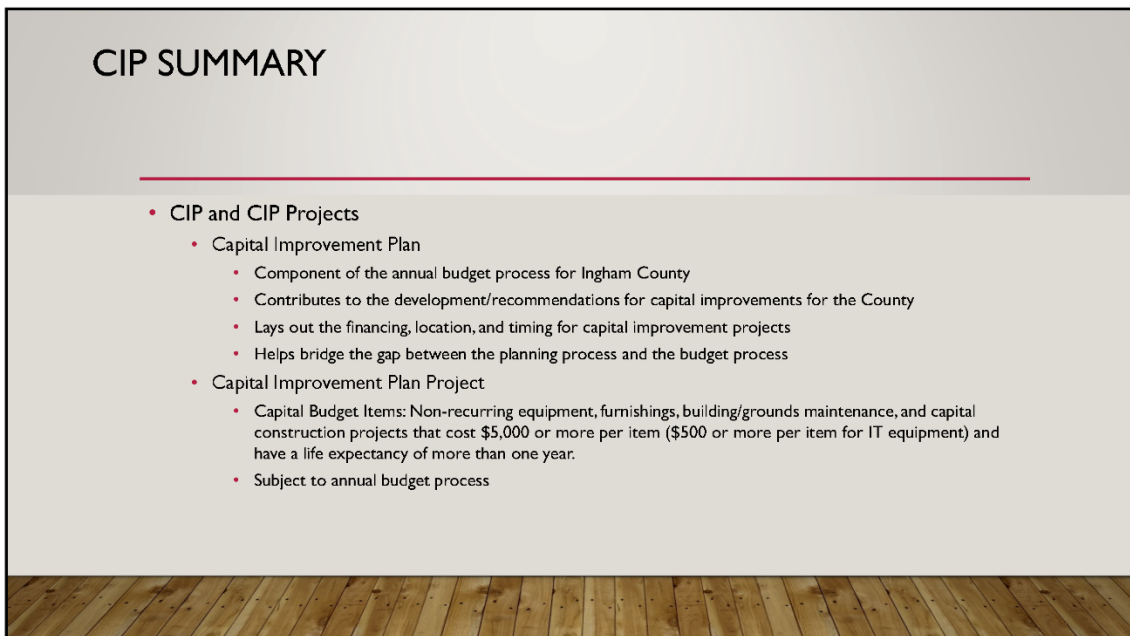 CIP SUMMARY
• CIP and CIP Projects
• Capital Improvement Plan
• Component of the annual budget process for Ingham County
• Contributes to the development/recommendations for capital improvements for the County
• Lays out the financing, location, and timing for capital improvement projects
• Helps bridge the gap between the planning process and the budget process
• Capital Improvement Plan Project
• Capital Budget Items: Non-recurring equipment, furnishings, building/grounds maintenance, and capital
construction projects that cost $5,000 or more per item ($500 or more per item for IT equipment) and
have a life expectancy of more than one year.
• Subject to annual budget process